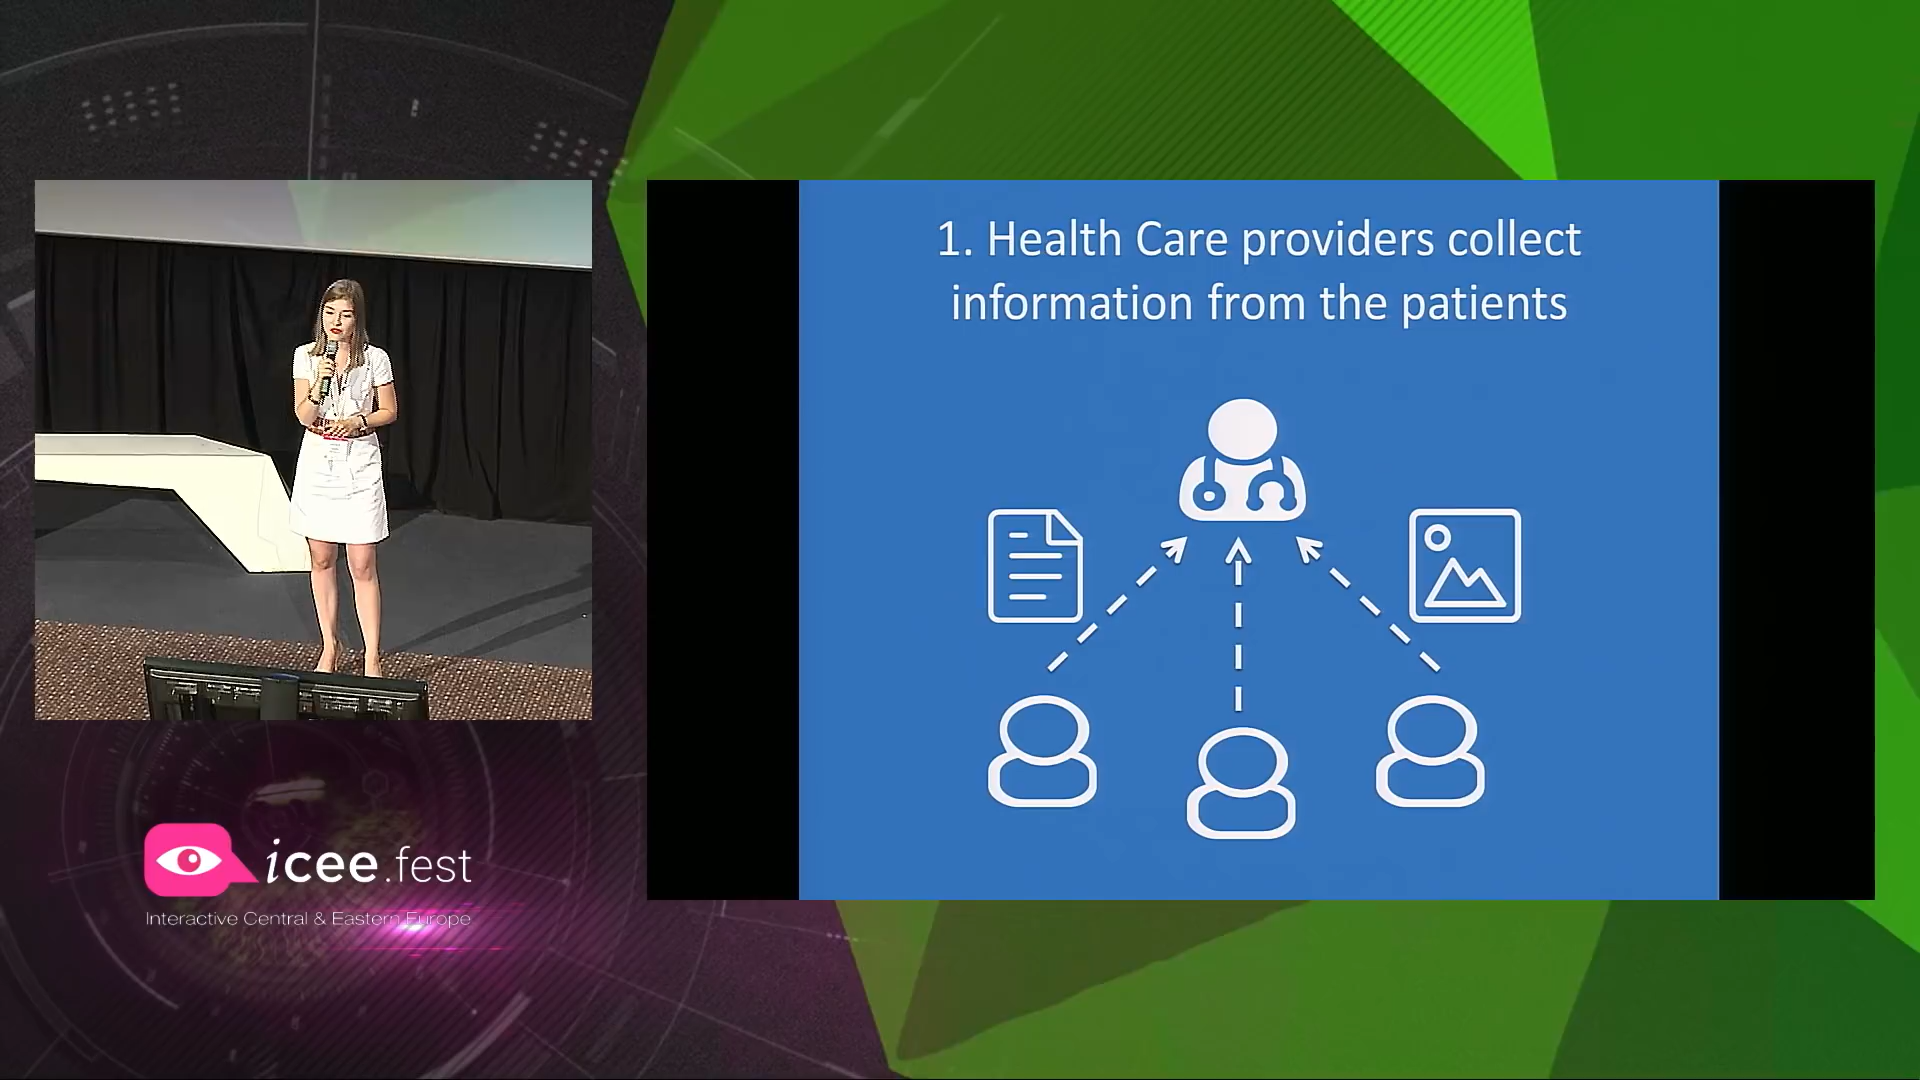 1. Health Care providers collect
information from the patients
icee.fest
Interactive Central & Eastern Europe